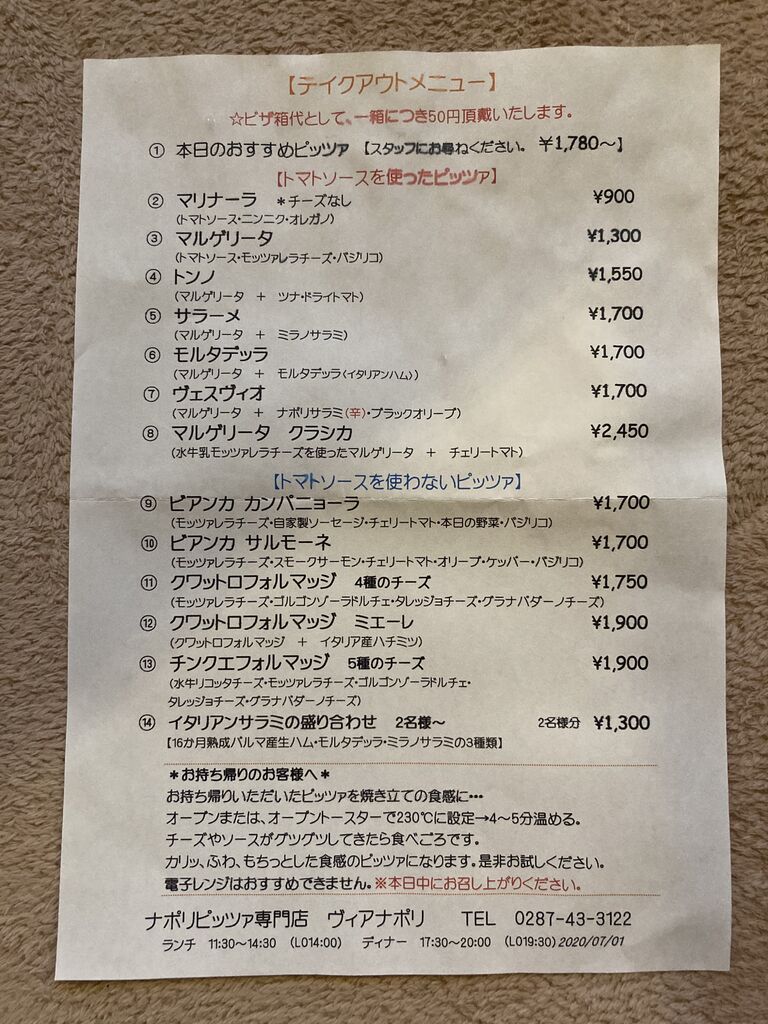 【テイクアウトメニュー】
☆ピザ箱代として、一箱につき50円頂戴いたします。
① 本日のおすすめピッツァ 【スタッフにお尋ねください。 ¥1,780～】
【トマトソースを使ったピッツァ】
② マリナーラ ＊チーズなし ¥900
（トマトソース・ニンニク・オレガノ）
③ マルゲリータ ¥1,300
（トマトソース・モッツァレラチーズ・バジリコ）
④ トンノ ¥1,550
（マルゲリータ ＋ ツナ・ドライトマト）
⑤ サラーメ ¥1,700
（マルゲリータ ＋ ミラノサラミ）
⑥ モルタデッラ ¥1,700
（マルゲリータ ＋ モルタデッラ（イタリアンハム））
⑦ ヴェスヴィオ ¥1,700
（マルゲリータ ＋ ナポリサラミ（辛）・ブラックオリーブ）
⑧ マルゲリータ クラシカ ¥2,450
（水牛乳モッツァレラチーズを使ったマルゲリータ ＋ チェリートマト）
【トマトソースを使わないピッツァ】
⑨ ビアンカ カンパニョーラ ¥1,700
（モッツァレラチーズ・自家製ソーセージ・チェリートマト・本日の野菜・バジリコ）
⑩ ビアンカ サルモーネ ¥1,700
（モッツァレラチーズ・スモークサーモン・チェリートマト・オリーブ・ケッパー・バジリコ）
⑪ クワットロフォルマッジ 4種のチーズ ¥1,750
（モッツァレラチーズ・ゴルゴンゾーラドルチェ・タレッジョチーズ・グラナパダーノチーズ）
⑫ クワットロフォルマッジ ミエーレ ¥1,900
（クワットロフォルマッジ ＋ イタリア産ハチミツ）
⑬ チンクエフォルマッジ 5種のチーズ ¥1,900
（水牛リコッタチーズ・モッツァレラチーズ・ゴルゴンゾーラドルチェ・
タレッジョチーズ・グラナパダーノチーズ）
⑭ イタリアンサラミの盛り合わせ 2名様～ 2名様分 ¥1,300
【16か月熟成パルマ産生ハム・モルタデッラ・ミラノサラミの3種類】
＊お持ち帰りのお客様へ＊
お持ち帰りいただいたピッツァを焼き立ての食感に・・・
オーブンまたは、オーブントースターで230℃に設定→4～5分温める。
チーズやソースがグツグツしてきたら食べごろです。
カリッ、ふわ、もちっとした食感のピッツァになります。是非お試しください。
電子レンジはおすすめできません。※本日中にお召し上がりください。
ナポリピッツァ専門店 ヴィアナポリ TEL 0287-43-3122
ランチ 11:30～14:30 （LO14:00） ディナー 17:30～20:00 （LO19:30） 2020/07/01